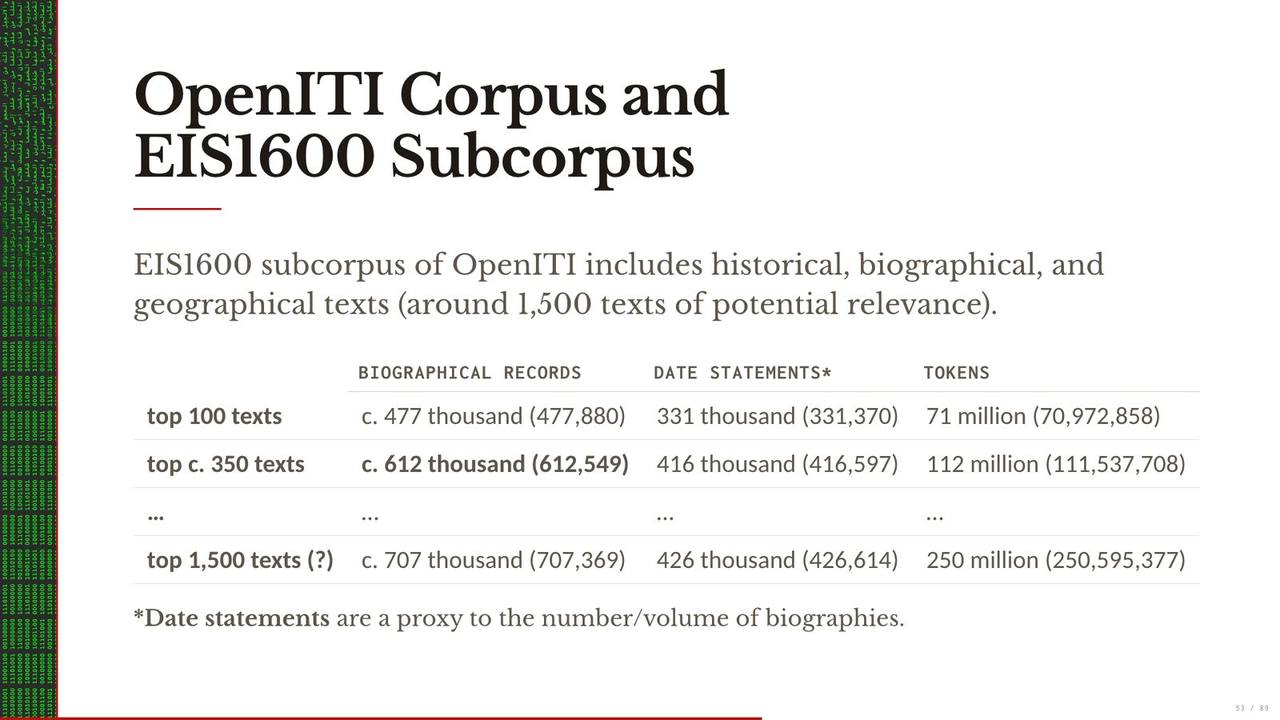 OpenITI Corpus and
EIS1600 Subcorpus
EIS1600 subcorpus of OpenITI includes historical, biographical, and
geographical texts (around 1,500 texts of potential relevance).
BIOGRAPHICAL RECORDS DATE STATEMENTS* TOKENS
top 100 texts c. 477 thousand (477,880) 331 thousand (331,370) 71 million (70,972,858)
top c. 350 texts c. 612 thousand (612,549) 416 thousand (416,597) 112 million (111,537,708)
... ... ... ...
top 1,500 texts (?) c. 707 thousand (707,369) 426 thousand (426,614) 250 million (250,595,377)
*Date statements are a proxy to the number/volume of biographies.
51 / 89